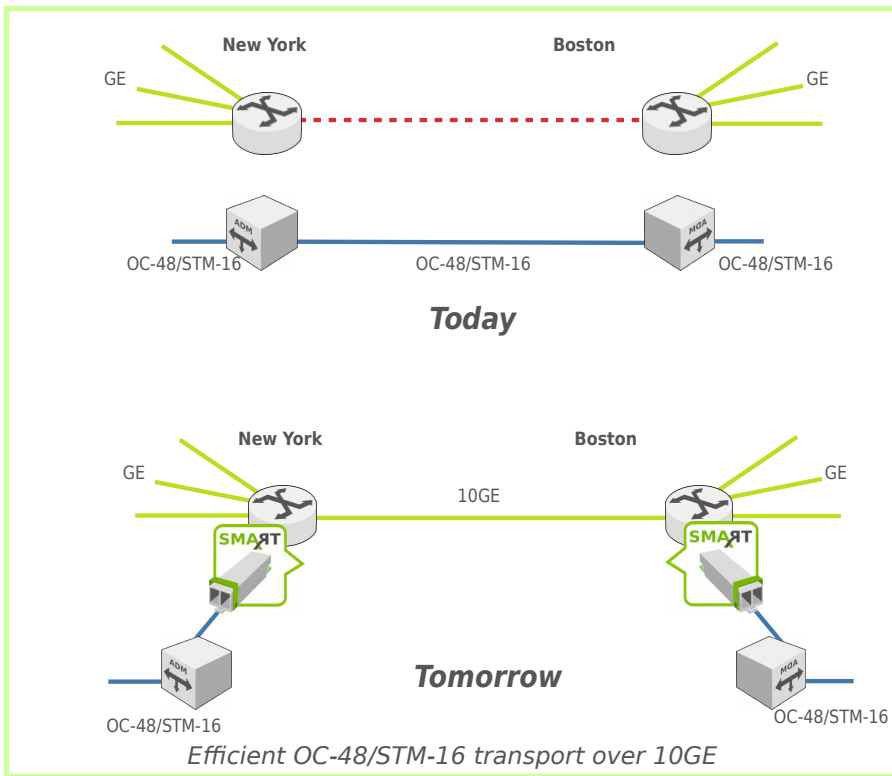 New York
Boston
GE
GE
ADM
ADM
OC-48/STM-16
OC-48/STM-16
OC-48/STM-16
Today
New York
Boston
GE
10GE
GE
SMART
SMART
ADM
ADM
OC-48/STM-16
OC-48/STM-16
Tomorrow
Efficient OC-48/STM-16 transport over 10GE